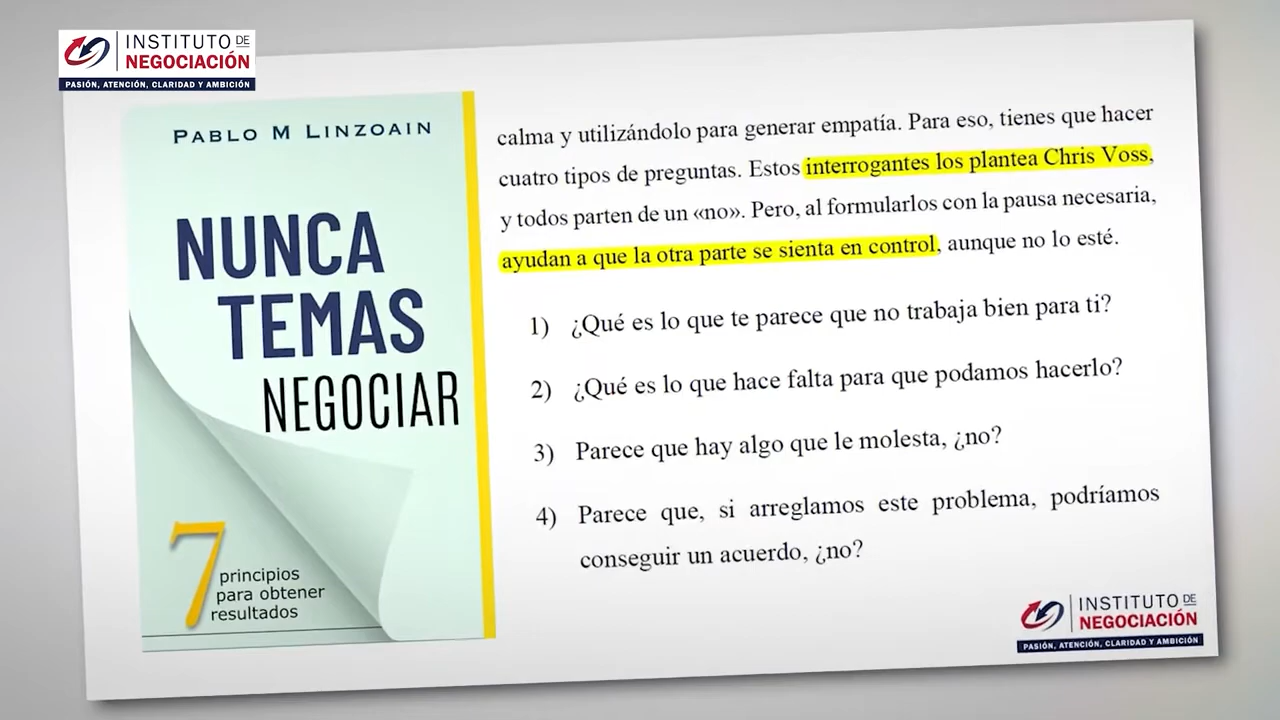 INSTITUTO DE
NEGOCIACIÓN
PASIÓN, ATENCIÓN, CLARIDAD Y AMBICIÓN
PABLO M LINZOAIN
NUNCA
TEMAS
NEGOCIAR
7
principios
para obtener
resultados
calma y utilizándolo para generar empatía. Para eso, tienes que hacer
cuatro tipos de preguntas. Estos interrogantes los plantea Chris Voss,
y todos parten de un «no». Pero, al formularlos con la pausa necesaria,
ayudan a que la otra parte se sienta en control, aunque no lo esté.
1) ¿Qué es lo que te parece que no trabaja bien para ti?
2) ¿Qué es lo que hace falta para que podamos hacerlo?
3) Parece que hay algo que le molesta, ¿no?
4) Parece que, si arreglamos este problema, podríamos
conseguir un acuerdo, ¿no?
INSTITUTO DE
NEGOCIACIÓN
PASIÓN, ATENCIÓN, CLARIDAD Y AMBICIÓN